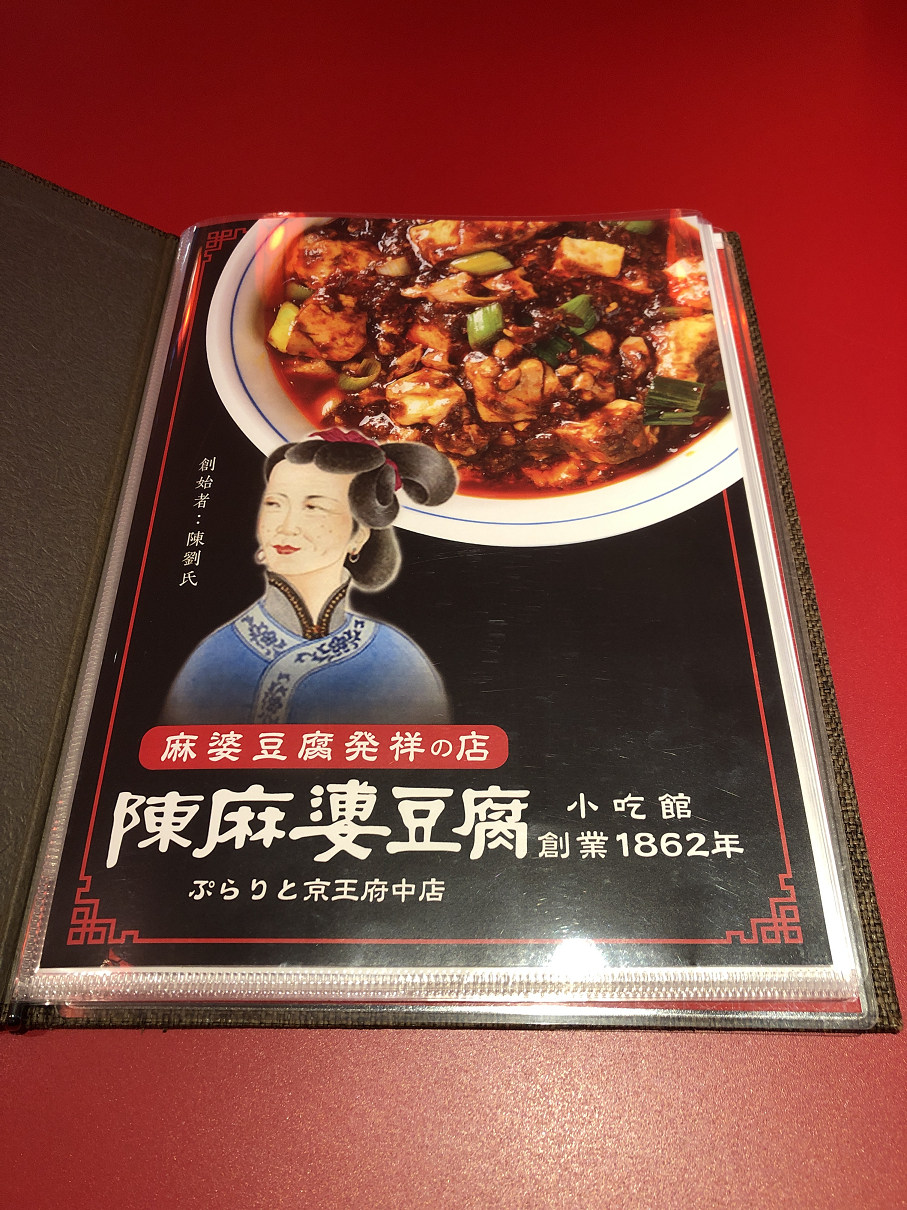 創始者：陳劉氏
麻婆豆腐発祥の店
陳麻婆豆腐
小吃館
創業1862年
ぷらりと京王府中店